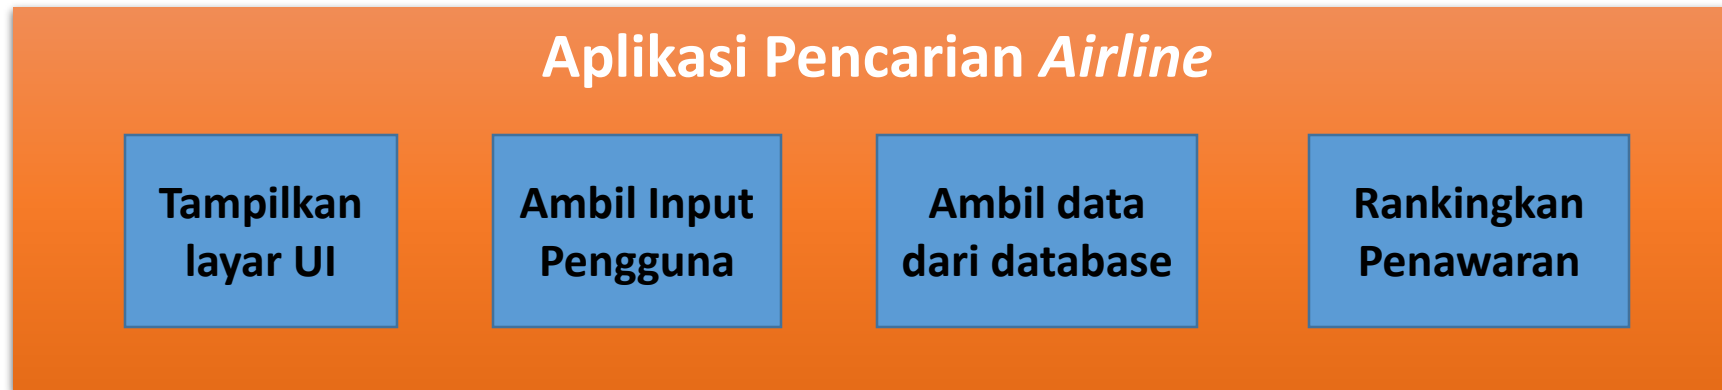 Aplikasi Pencarian Airline
Tampilkan
layar UI
Ambil Input
Pengguna
Ambil data
dari database
Rankingkan
Penawaran